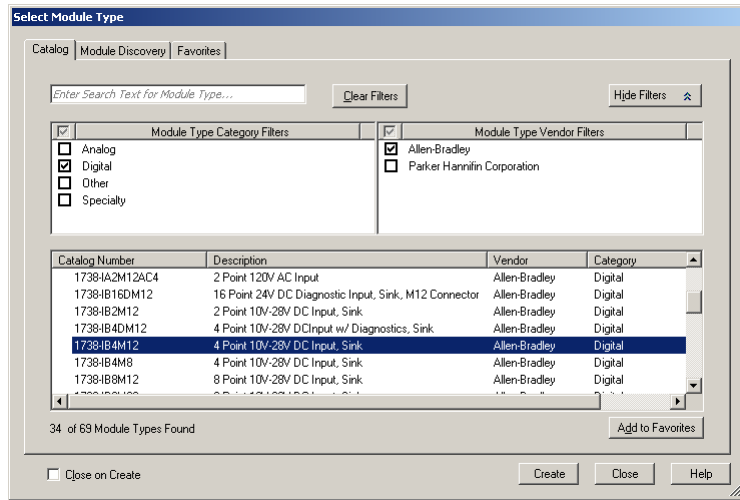 Select Module Type
Catalog Module Discovery Favorites
Enter Search Text for Module Type...
Clear Filters
Hide Filters
Module Type Category Filters
Module Type Vendor Filters
Analog
Allen-Bradley
Digital
Parker Hannifin Corporation
Other
Specialty
Catalog Number Description Vendor Category
1738-IA2M12AC4 2 Point 120V AC Input Allen-Bradley Digital
1738-IB16DM12 16 Point 24V DC Diagnostic Input, Sink, M12 Connector Allen-Bradley Digital
1738-IB2M12 2 Point 10V-28V DC Input, Sink Allen-Bradley Digital
1738-IB4DM12 4 Point 10V-28V DCInput w/ Diagnostics, Sink Allen-Bradley Digital
1738-IB4M12 4 Point 10V-28V DC Input, Sink Allen-Bradley Digital
1738-IB4M8 4 Point 10V-28V DC Input, Sink Allen-Bradley Digital
1738-IB8M12 8 Point 10V-28V DC Input, Sink Allen-Bradley Digital
34 of 69 Module Types Found
Add to Favorites
Close on Create
Create Close Help